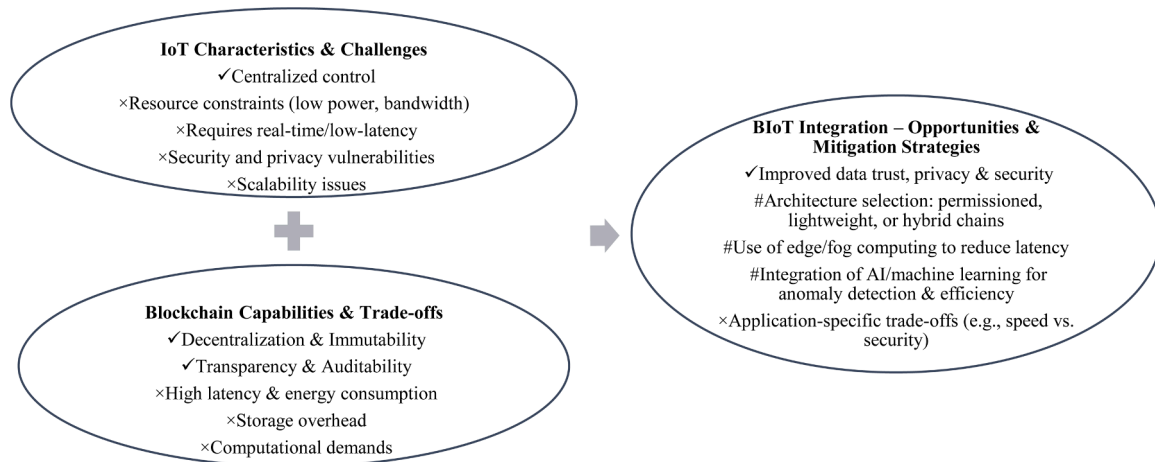 IoT Characteristics & Challenges
✓Centralized control
×Resource constraints (low power, bandwidth)
×Requires real-time/low-latency
×Security and privacy vulnerabilities
×Scalability issues
Blockchain Capabilities & Trade-offs
✓Decentralization & Immutability
✓Transparency & Auditability
×High latency & energy consumption
×Storage overhead
×Computational demands
BIoT Integration – Opportunities &
Mitigation Strategies
✓Improved data trust, privacy & security
#Architecture selection: permissioned,
lightweight, or hybrid chains
#Use of edge/fog computing to reduce latency
#Integration of AI/machine learning for
anomaly detection & efficiency
×Application-specific trade-offs (e.g., speed vs.
security)